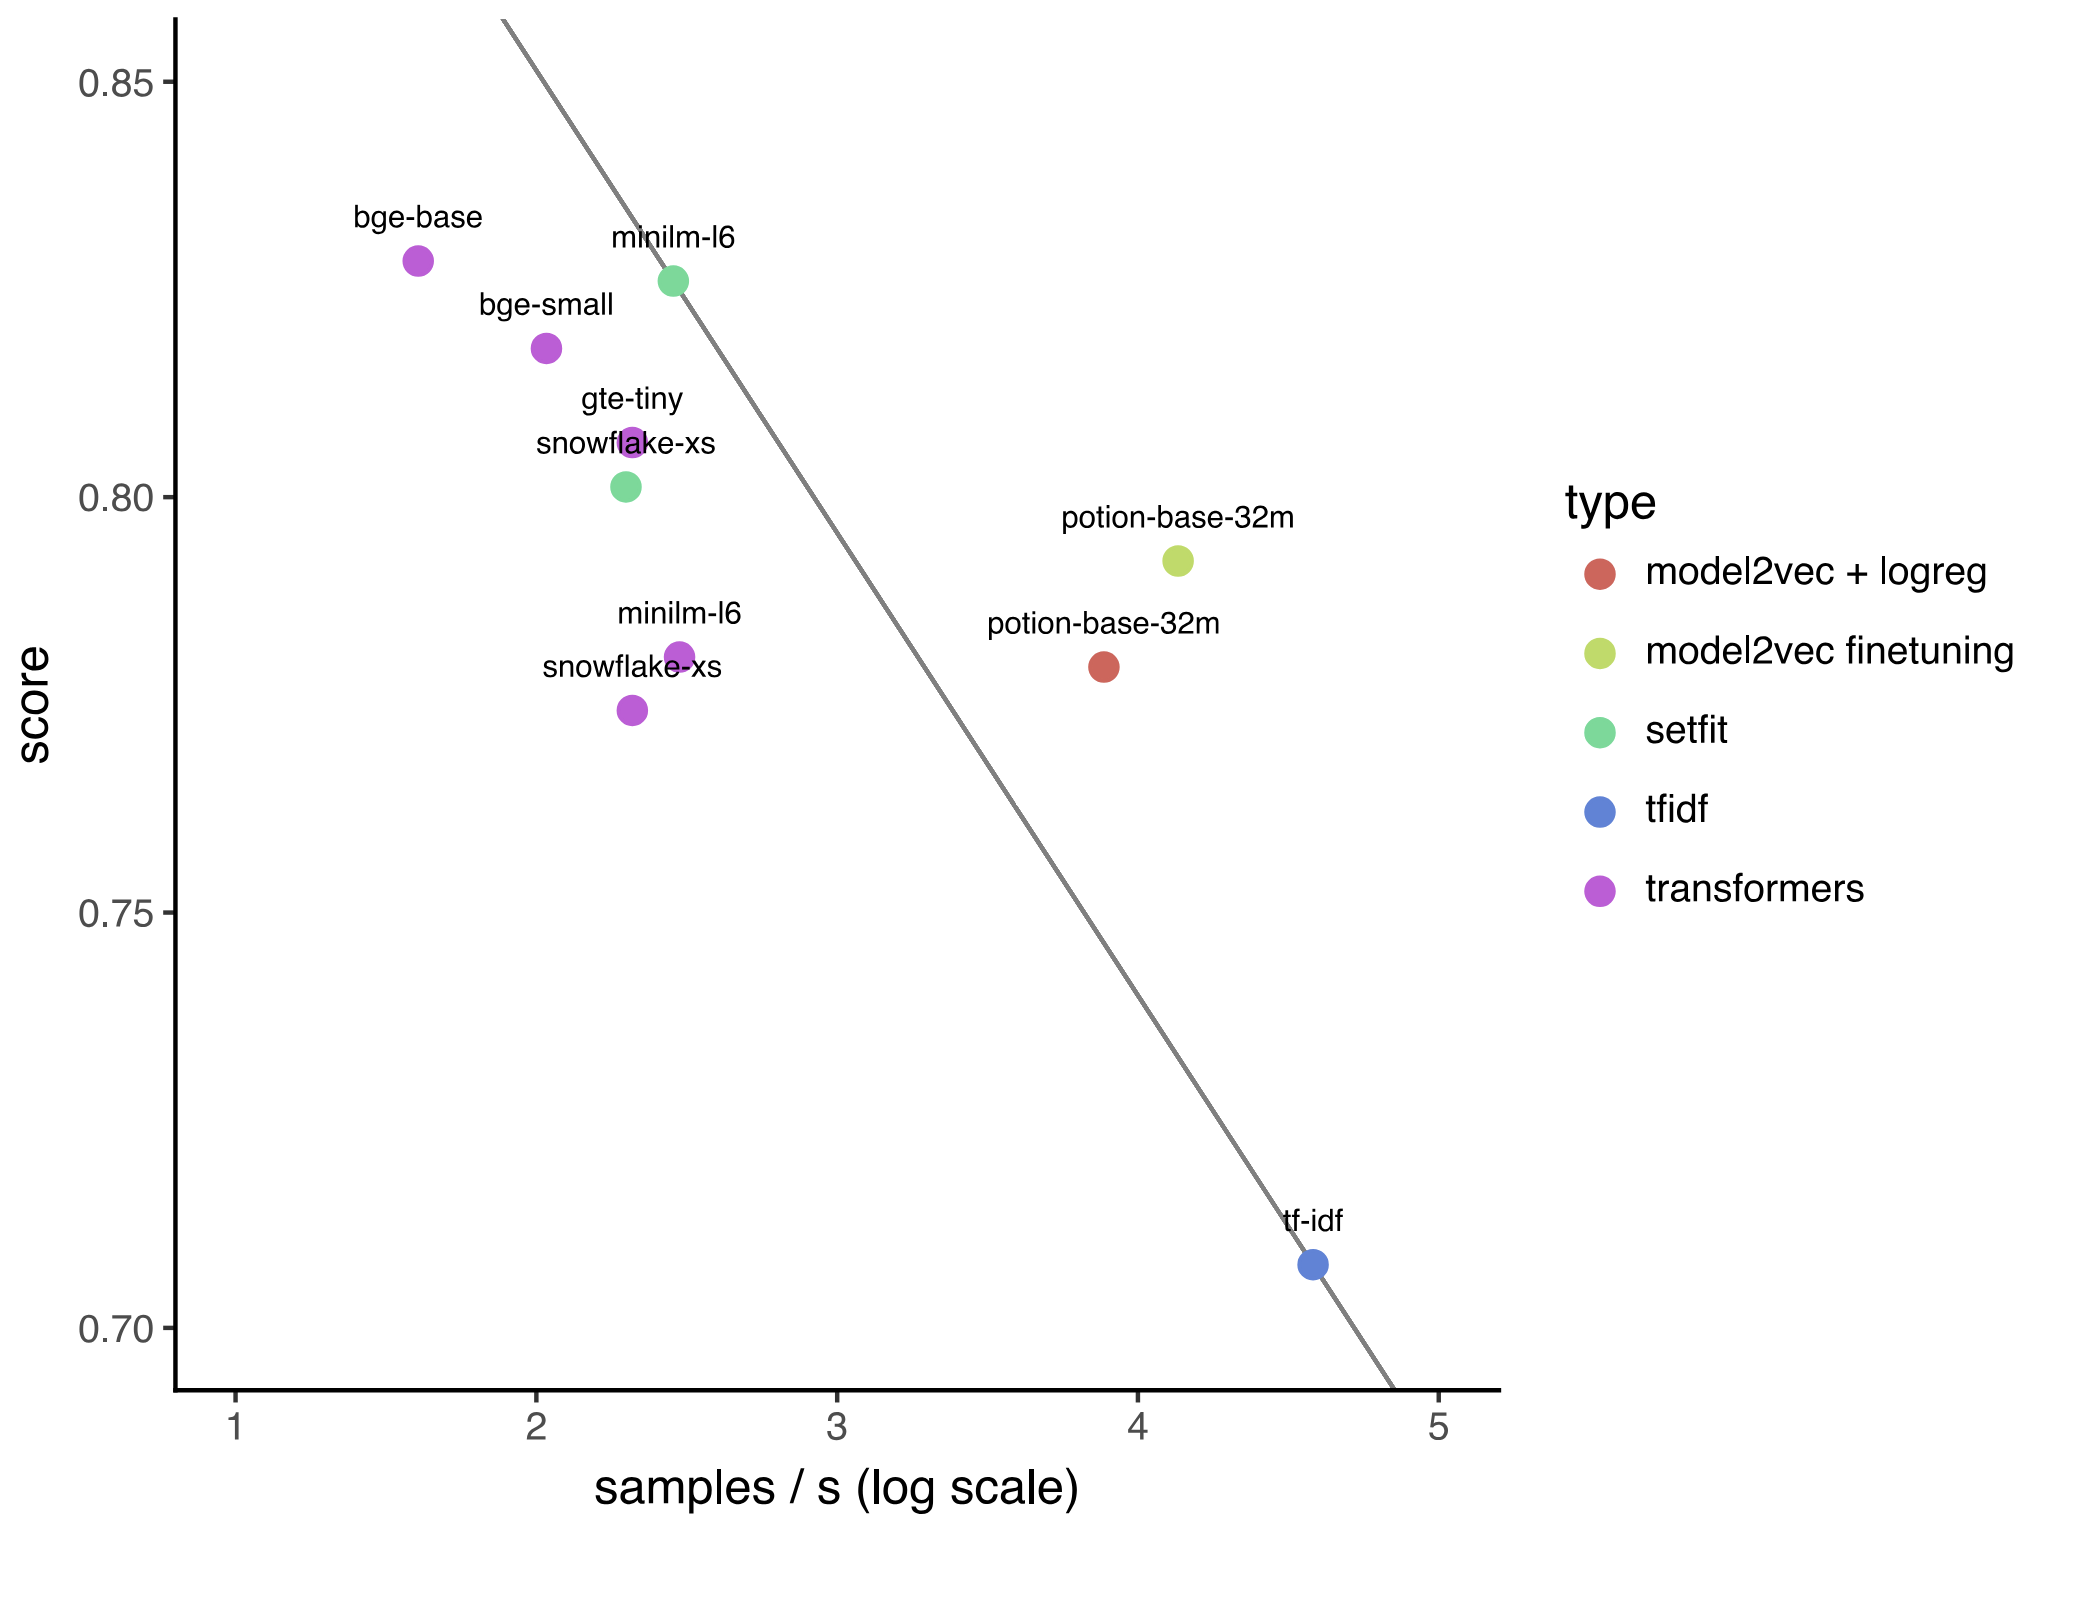 0.85
0.80
0.75
0.70
score
bge-base
minilm-l6
bge-small
gte-tiny
snowflake-xs
potion-base-32m
minilm-l6
potion-base-32m
snowflake-xs
tf-idf
1 2 3 4 5
samples / s (log scale)
type
model2vec + logreg
model2vec finetuning
setfit
tfidf
transformers